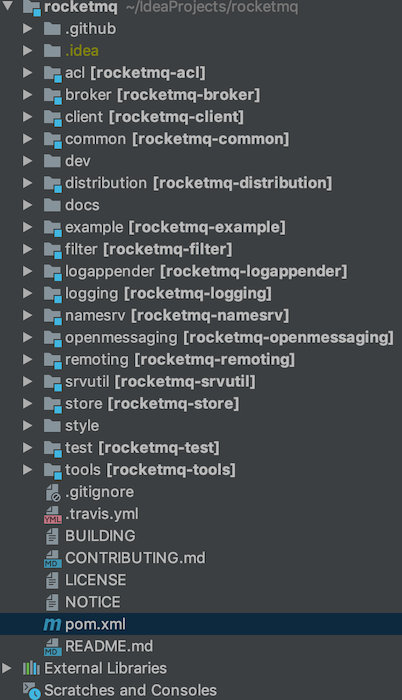 rocketmq ~/IdeaProjects/rocketmq
.github
.idea
acl [rocketmq-acl]
broker [rocketmq-broker]
client [rocketmq-client]
common [rocketmq-common]
dev
distribution [rocketmq-distribution]
docs
example [rocketmq-example]
filter [rocketmq-filter]
logappender [rocketmq-logappender]
logging [rocketmq-logging]
namesrv [rocketmq-namesrv]
openmessaging [rocketmq-openmessaging]
remoting [rocketmq-remoting]
srvutil [rocketmq-srvutil]
store [rocketmq-store]
style
test [rocketmq-test]
tools [rocketmq-tools]
.gitignore
YML .travis.yml
BUILDING
MD CONTRIBUTING.md
LICENSE
NOTICE
m pom.xml
MD README.md
External Libraries
Scratches and Consoles